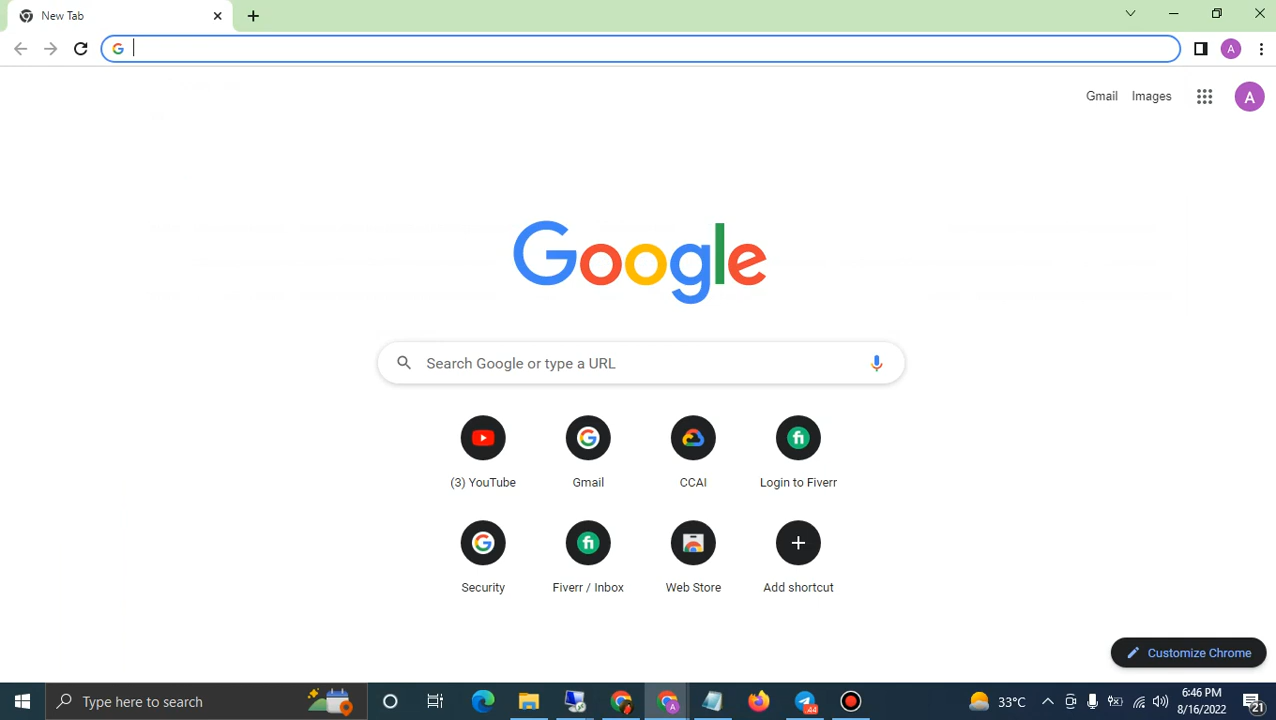 New Tab
A
Gmail Images
A
Google
Search Google or type a URL
(3) YouTube Gmail CCAI Login to Fiverr
Security Fiverr / Inbox Web Store Add shortcut
Customize Chrome
Type here to search
A
44
33°C
6:46 PM
8/16/2022
21